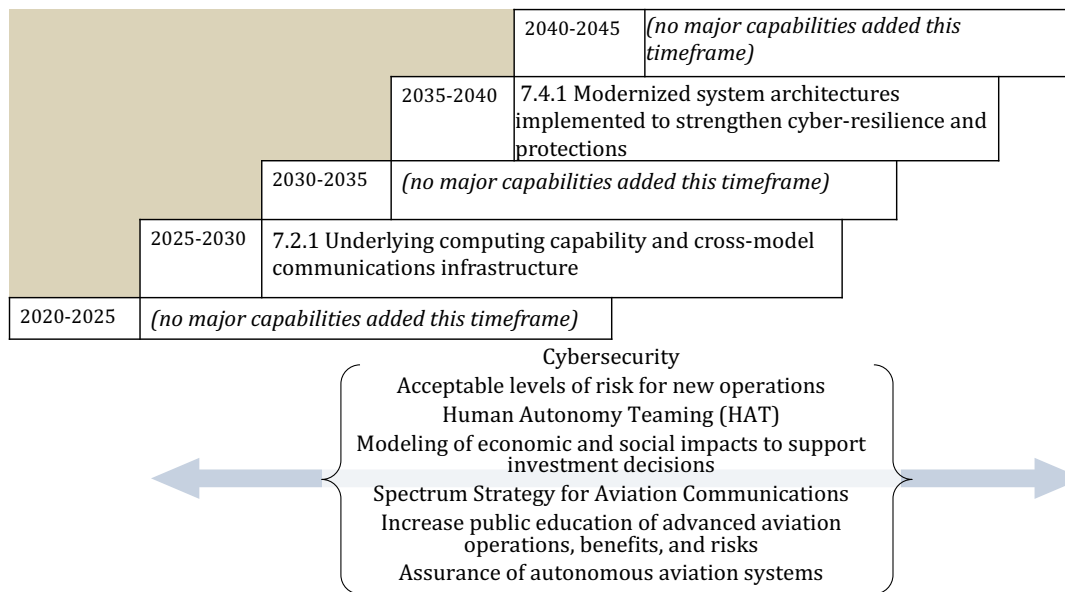 2040-2045
(no major capabilities added this
timeframe)
2035-2040
7.4.1 Modernized system architectures
implemented to strengthen cyber-resilience and
protections
2030-2035
(no major capabilities added this timeframe)
2025-2030
7.2.1 Underlying computing capability and cross-model
communications infrastructure
2020-2025
(no major capabilities added this timeframe)
Cybersecurity
Acceptable levels of risk for new operations
Human Autonomy Teaming (HAT)
Modeling of economic and social impacts to support
investment decisions
Spectrum Strategy for Aviation Communications
Increase public education of advanced aviation
operations, benefits, and risks
Assurance of autonomous aviation systems